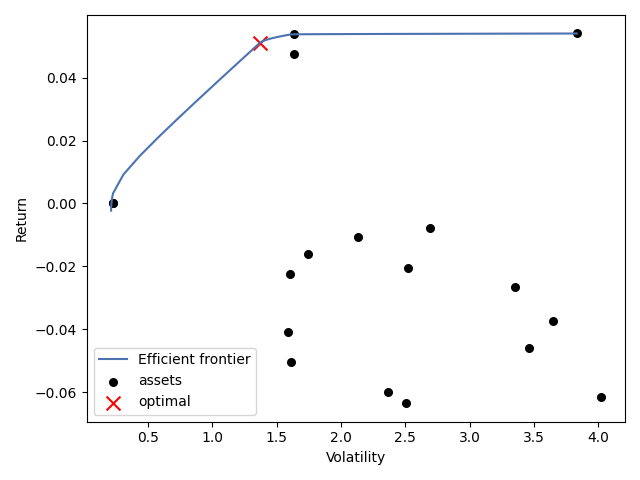 0.04
0.02
0.00
−0.02
−0.04
−0.06
Return
Efficient frontier
assets
optimal
0.5 1.0 1.5 2.0 2.5 3.0 3.5 4.0
Volatility